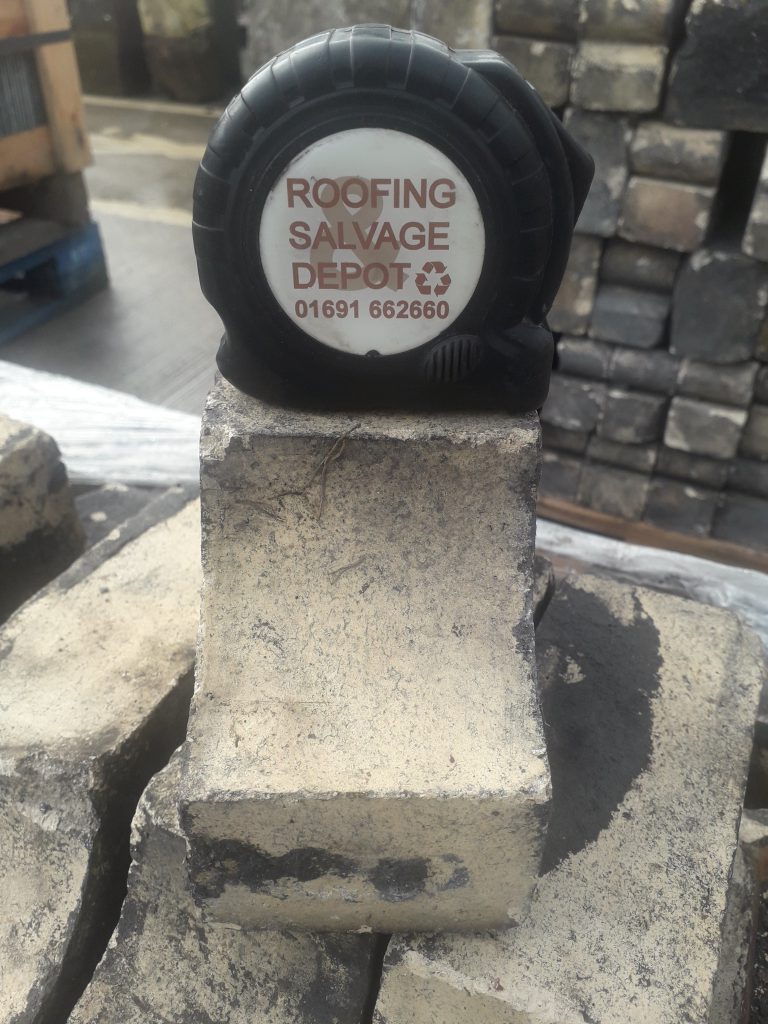 ROOFING
SALVAGE
DEPOT
01691 662660